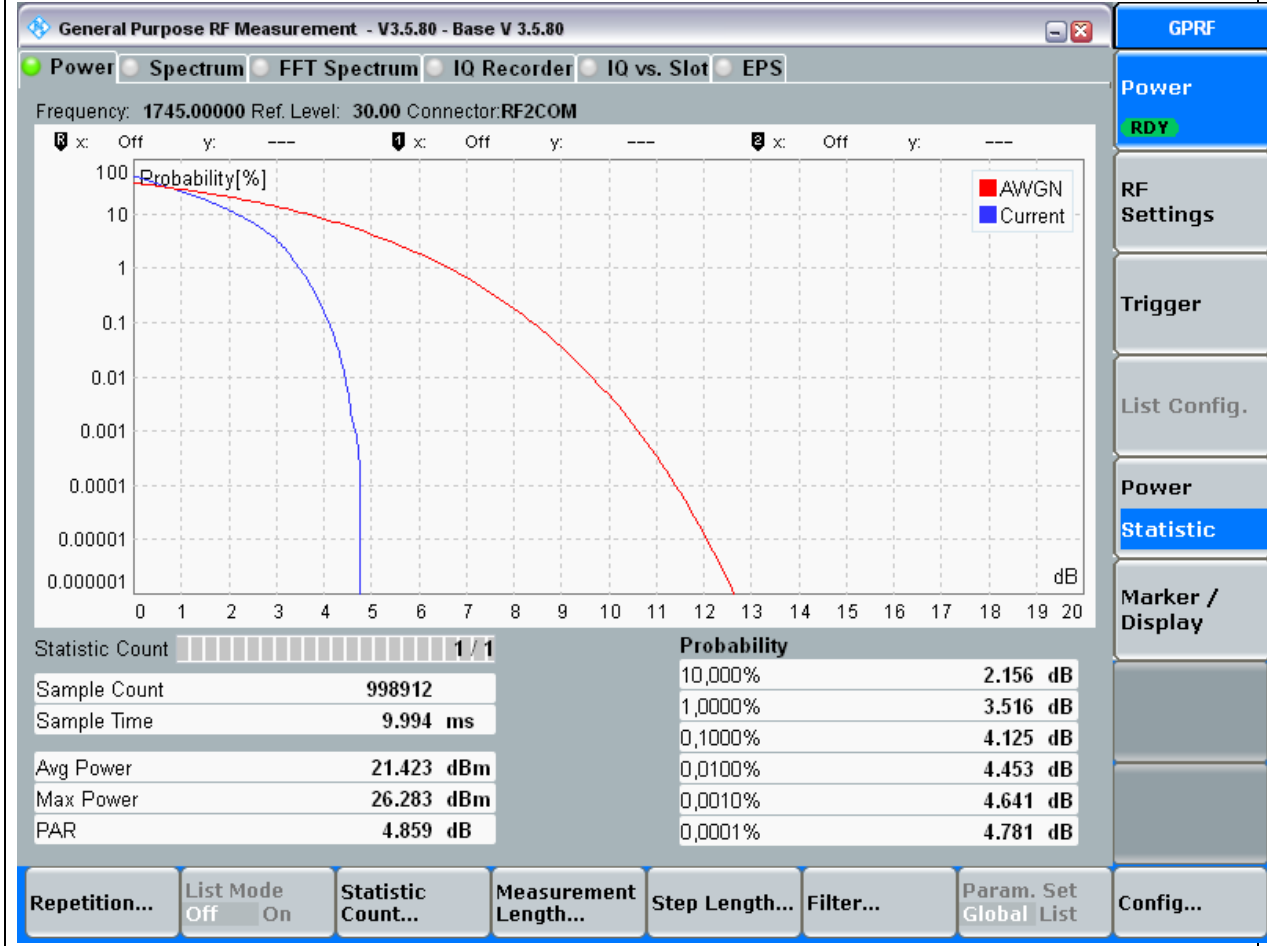 General Purpose RF Measurement - V3.5.80 - Base V 3.5.80
GPRF
Power Spectrum FFT Spectrum IQ Recorder IQ vs. Slot EPS
Frequency: 1745.00000 Ref. Level: 30.00 Connector:RF2COM
R x: Off y: --- 1 x: Off y: --- 2 x: Off y: ---
Probability[%]
AWGN
Current
100
10
1
0.1
0.01
0.001
0.0001
0.00001
0.000001
dB
0 1 2 3 4 5 6 7 8 9 10 11 12 13 14 15 16 17 18 19 20
Statistic Count 1 / 1
Sample Count 998912
Sample Time 9.994 ms
Avg Power 21.423 dBm
Max Power 26.283 dBm
PAR 4.859 dB
Probability
10,000% 2.156 dB
1,0000% 3.516 dB
0,1000% 4.125 dB
0,0100% 4.453 dB
0,0010% 4.641 dB
0,0001% 4.781 dB
Power
RDY
RF
Settings
Trigger
List Config.
Power
Statistic
Marker /
Display
Repetition...
List Mode
Off On
Statistic
Count...
Measurement
Length...
Step Length...
Filter...
Param. Set
Global List
Config...